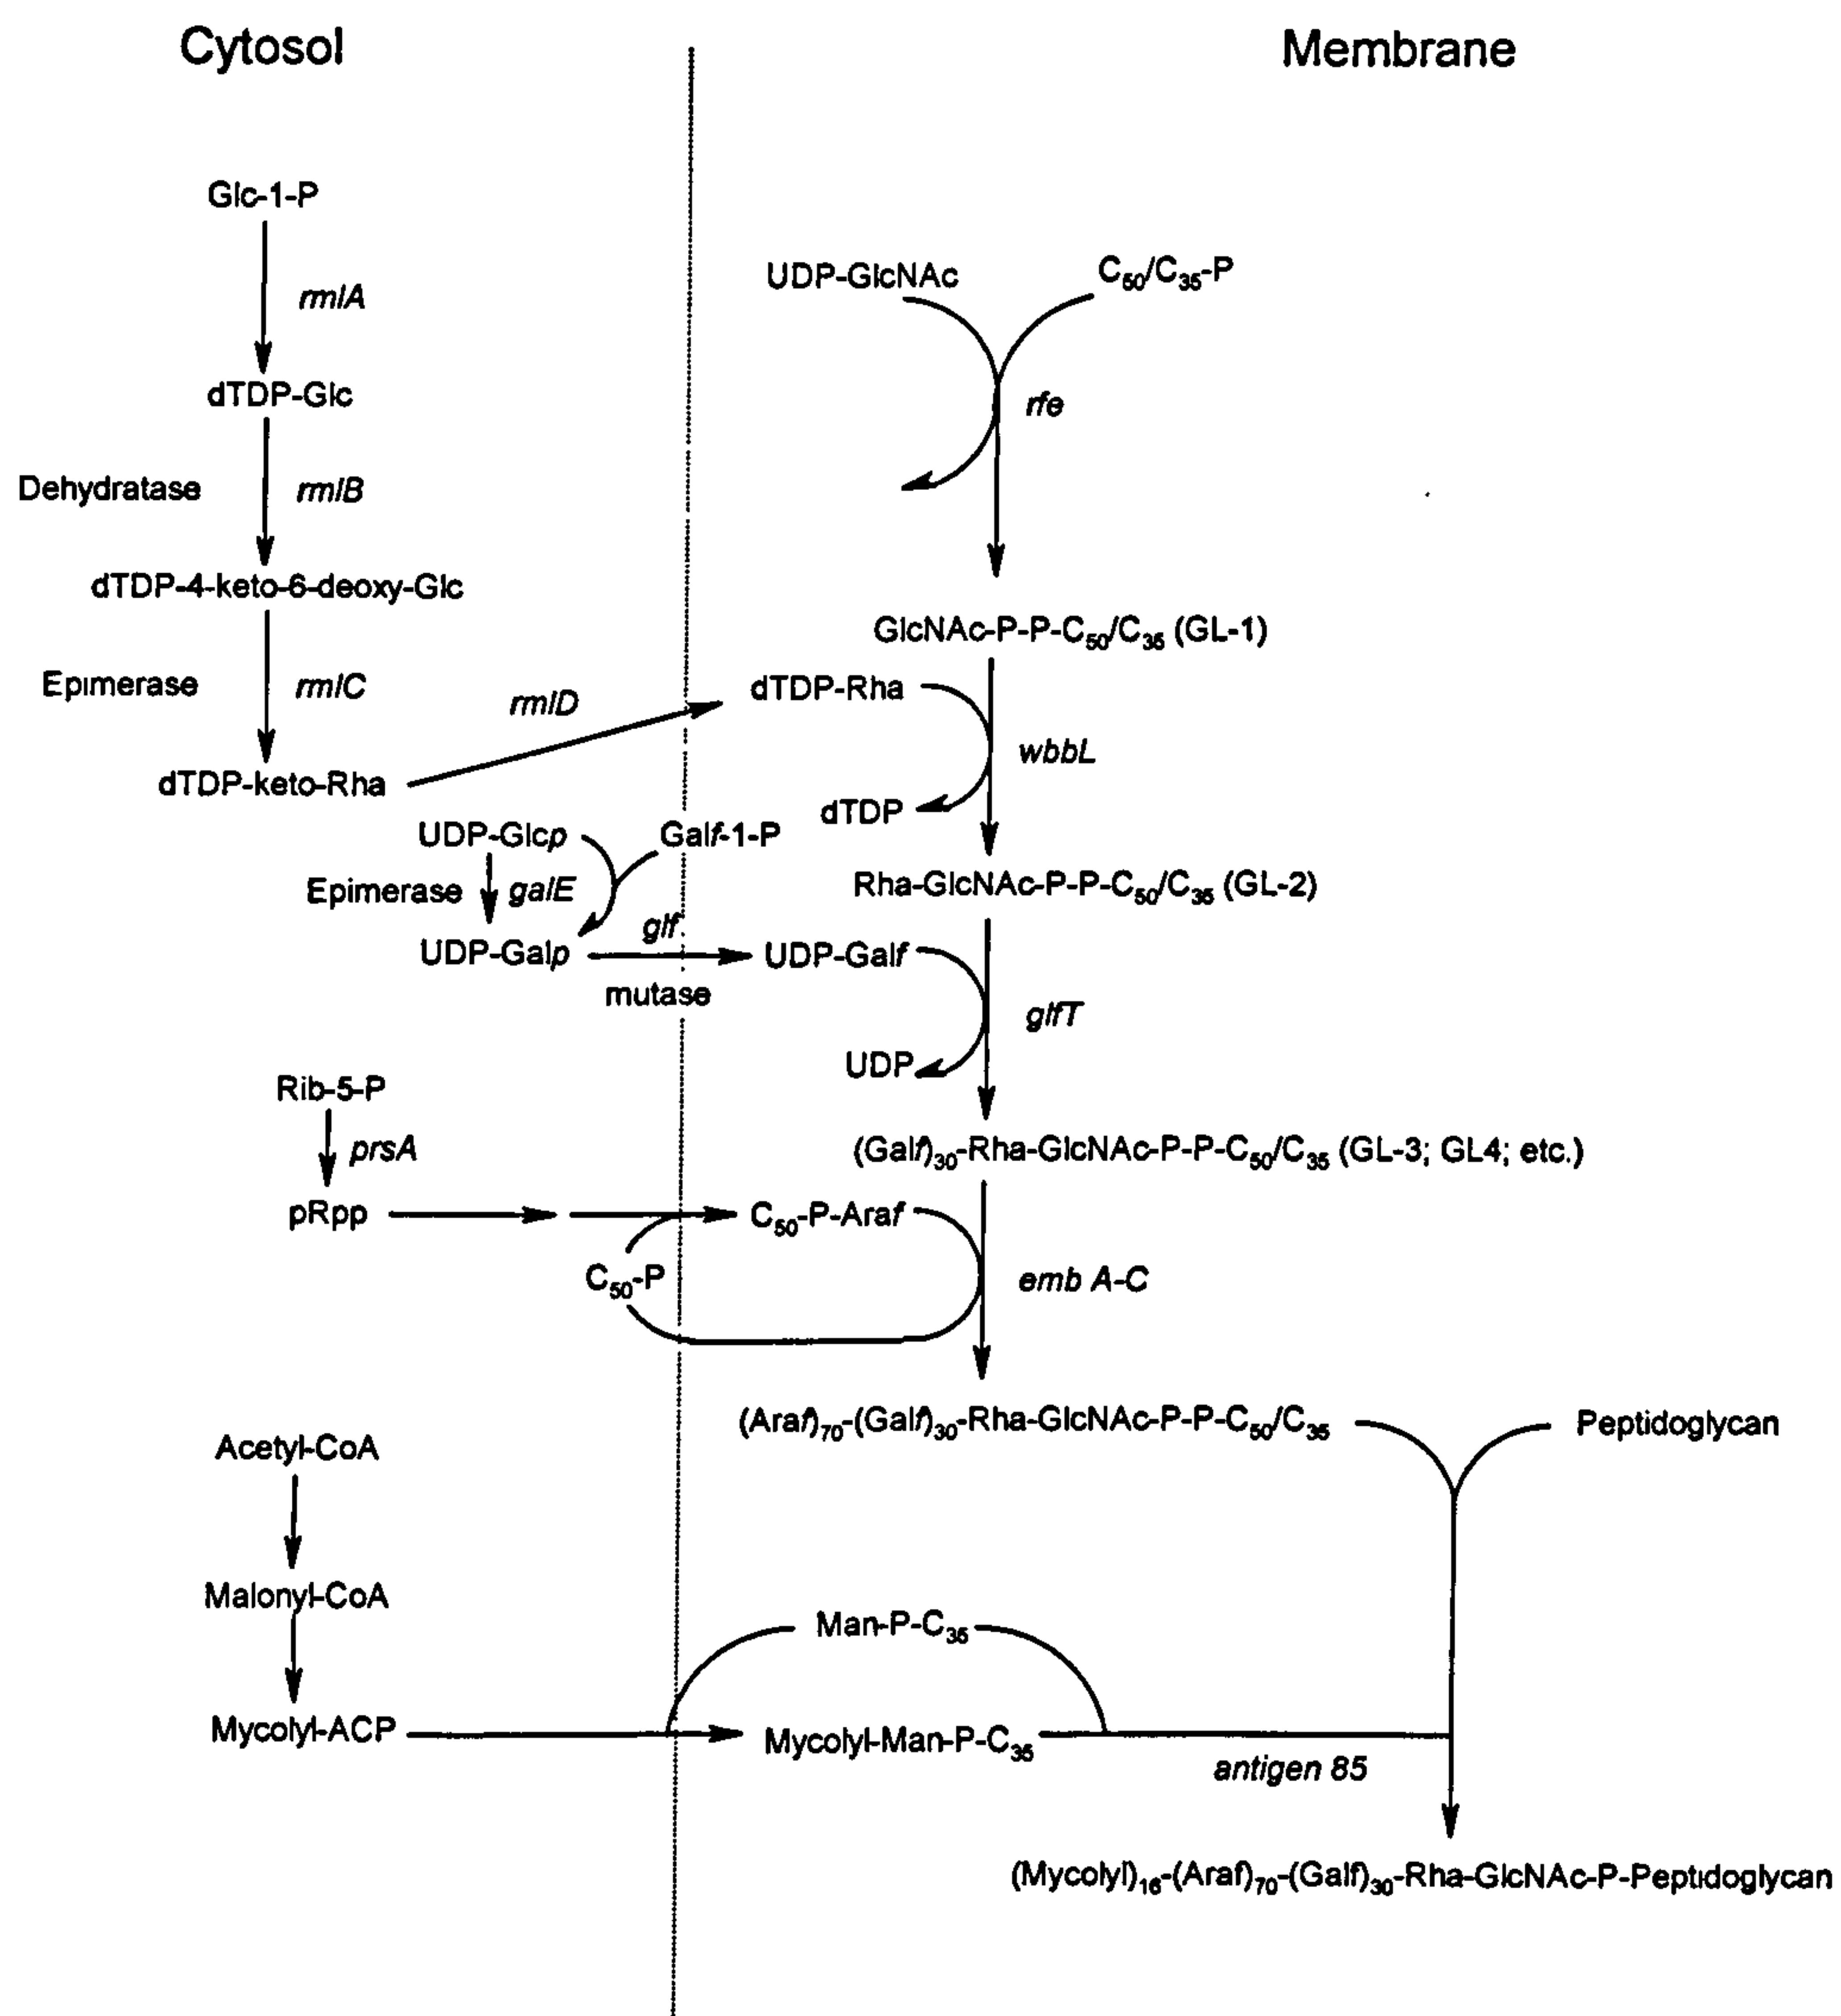 Cytosol
Membrane
Glc-1-P
rmlA
dTDP-Glc
Dehydratase
rmlB
dTDP-4-keto-6-deoxy-Glc
Epimerase
rmlC
dTDP-keto-Rha
rmlD
UDP-GlcNAc
C50/C35-P
rfe
GlcNAc-P-P-C50/C35 (GL-1)
dTDP-Rha
wbbL
dTDP
UDP-Glcp
Galf-1-P
Epimerase
galE
Rha-GlcNAc-P-P-C50/C35 (GL-2)
glf
UDP-Galp
UDP-Galf
mutase
glfT
UDP
Rib-5-P
prsA
(Galf)30-Rha-GlcNAc-P-P-C50/C35 (GL-3; GL4; etc.)
pRpp
C50-P-Araf
C50-P
emb A-C
(Araf)70-(Galf)30-Rha-GlcNAc-P-P-C50/C35
Peptidoglycan
Acetyl-CoA
Malonyl-CoA
Man-P-C35
Mycolyl-ACP
Mycolyl-Man-P-C35
antigen 85
(Mycolyl)16-(Araf)70-(Galf)30-Rha-GlcNAc-P-Peptidoglycan